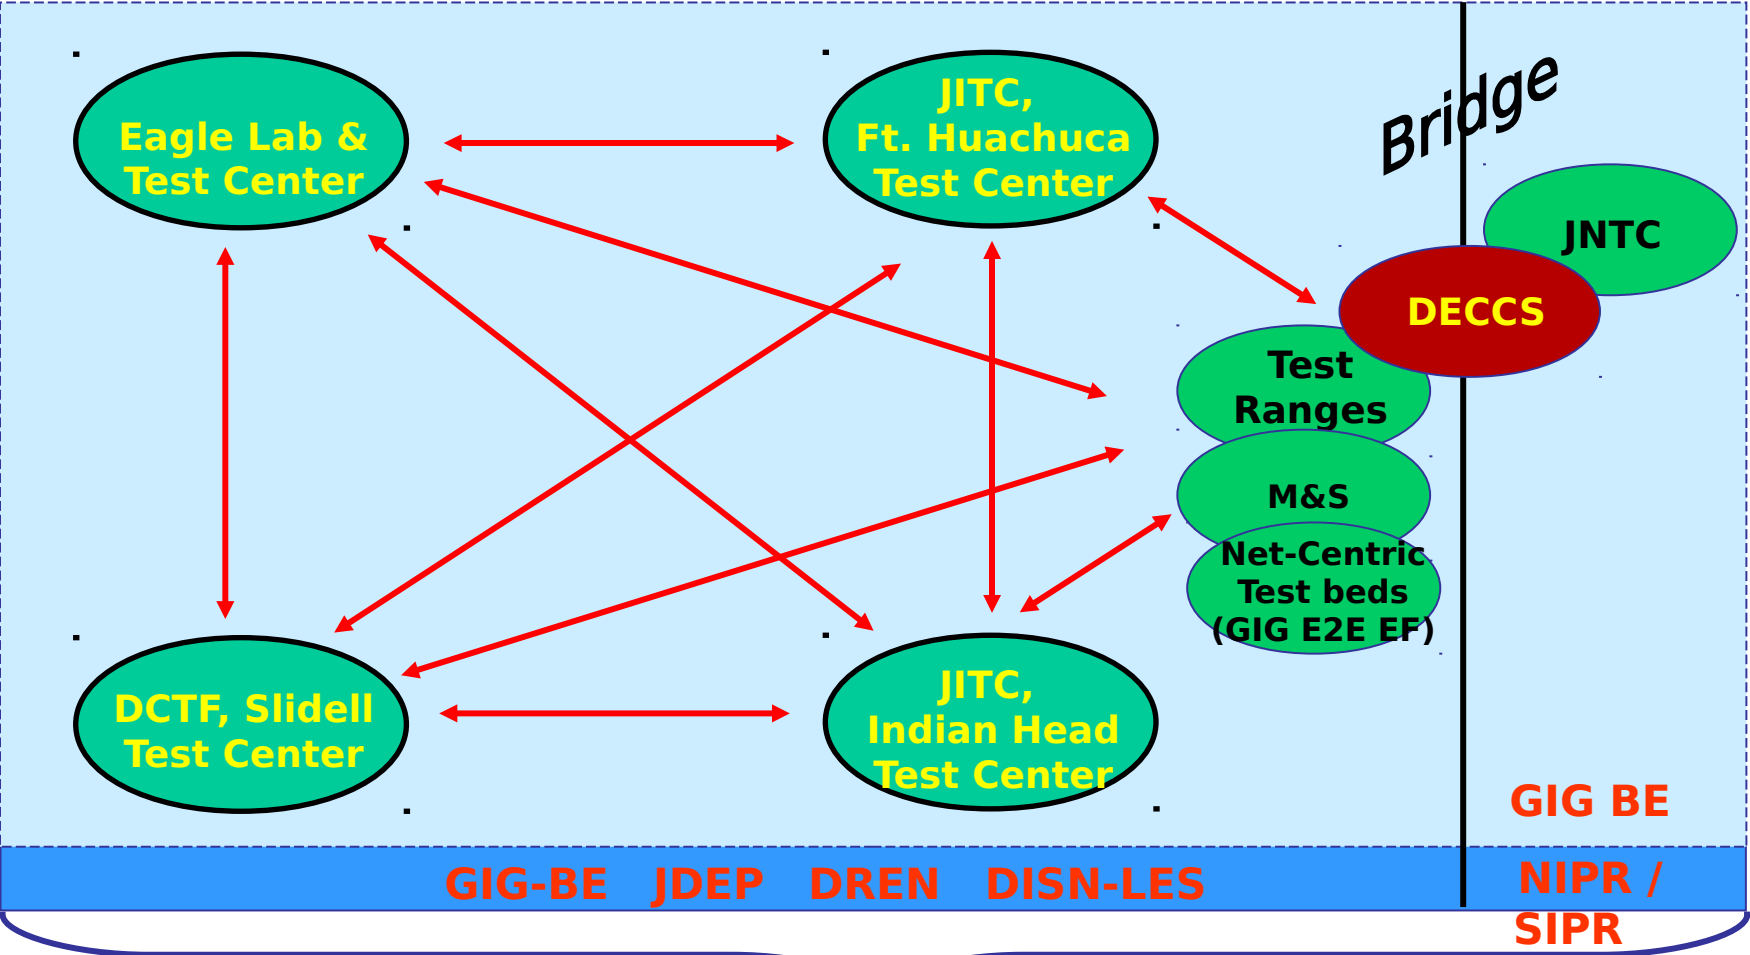 Eagle Lab &
Test Center
JITC,
Ft. Huachuca
Test Center
Bridge
JNTC
DECCS
Test
Ranges
M&S
Net-Centric
Test beds
(GIG E2E EF)
DCTF, Slidell
Test Center
JITC,
Indian Head
Test Center
GIG BE
GIG-BE JDEP DREN DISN-LES
NIPR /
SIPR